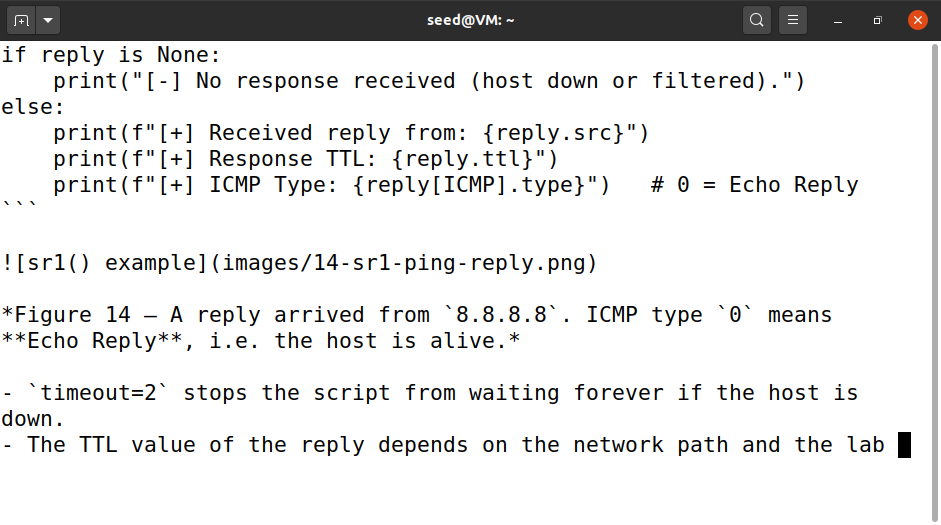 seed@VM: ~
if reply is None:
    print("[-] No response received (host down or filtered).")
else:
    print(f"[+] Received reply from: {reply.src}")
    print(f"[+] Response TTL: {reply.ttl}")
    print(f"[+] ICMP Type: {reply[ICMP].type}")   # 0 = Echo Reply
```

![sr1() example](images/14-sr1-ping-reply.png)

*Figure 14 — A reply arrived from `8.8.8.8`. ICMP type `0` means
**Echo Reply**, i.e. the host is alive.*

- `timeout=2` stops the script from waiting forever if the host is
down.
- The TTL value of the reply depends on the network path and the lab